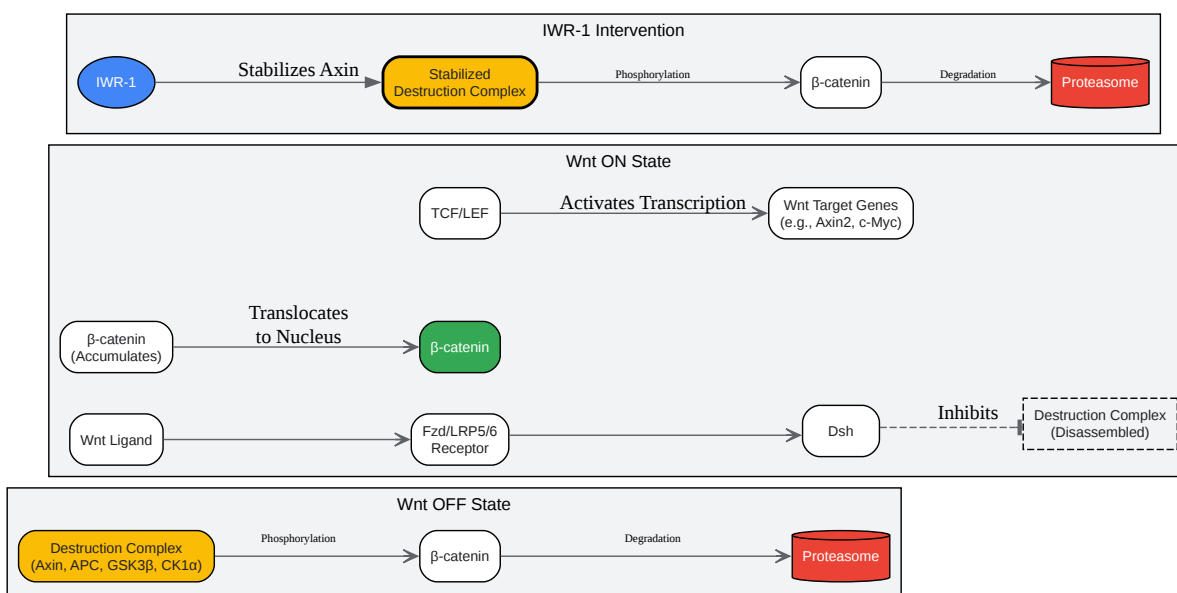 IWR-1 Intervention
IWR-1
Stabilizes Axin
Stabilized
Destruction Complex
Phosphorylation
β-catenin
Degradation
Proteasome
Wnt ON State
TCF/LEF
Activates Transcription
Wnt Target Genes
(e.g., Axin2, c-Myc)
β-catenin
(Accumulates)
Translocates
to Nucleus
β-catenin
Wnt Ligand
Fzd/LRP5/6
Receptor
Dsh
Inhibits
Destruction Complex
(Disassembled)
Wnt OFF State
Destruction Complex
(Axin, APC, GSK3β, CK1α)
Phosphorylation
β-catenin
Degradation
Proteasome